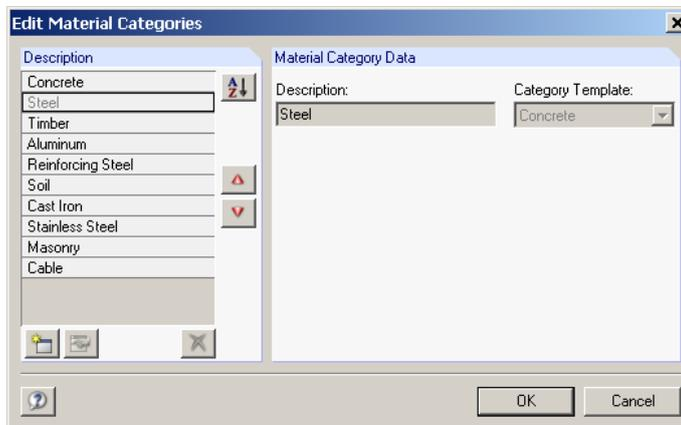 Edit Material Categories
Description
Concrete
Steel
Timber
Aluminum
Reinforcing Steel
Soil
Cast Iron
Stainless Steel
Masonry
Cable
A
Z
Material Category Data
Description:
Category Template:
Steel
Concrete
OK
Cancel